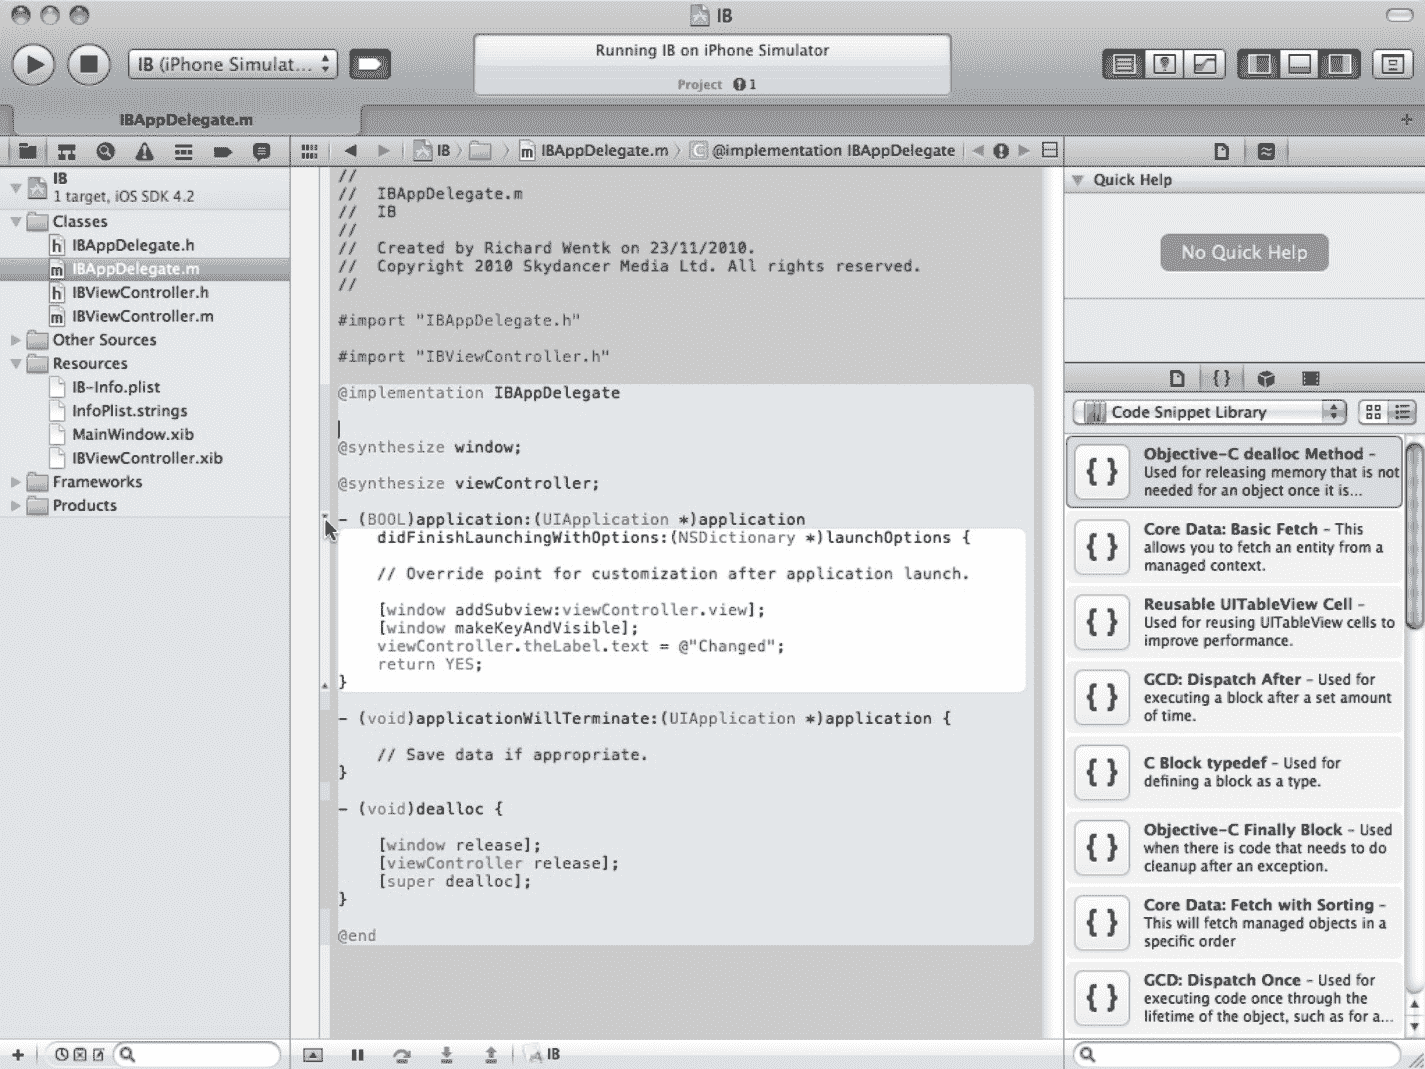 IB
IB (iPhone Simulat...
Running IB on iPhone Simulator
Project 1
IBAppDelegate.m
IB
IBAppDelegate.m
@implementation IBAppDelegate
IB
1 target, iOS SDK 4.2
Classes
IBAppDelegate.h
IBAppDelegate.m
IBViewController.h
IBViewController.m
Other Sources
Resources
IB-Info.plist
InfoPlist.strings
MainWindow.xib
IBViewController.xib
Frameworks
Products
//
//  IBAppDelegate.m
//  IB
//
//  Created by Richard Wentk on 23/11/2010.
//  Copyright 2010 Skydancer Media Ltd. All rights reserved.
//
#import "IBAppDelegate.h"
#import "IBViewController.h"
@implementation IBAppDelegate
@synthesize window;
@synthesize viewController;
- (BOOL)application:(UIApplication *)application
didFinishLaunchingWithOptions:(NSDictionary *)launchOptions {
// Override point for customization after application launch.
[window addSubview:viewController.view];
[window makeKeyAndVisible];
viewController.theLabel.text = @"Changed";
return YES;
}
- (void)applicationWillTerminate:(UIApplication *)application {
// Save data if appropriate.
}
- (void)dealloc {
[window release];
[viewController release];
[super dealloc];
}
@end
IB
Quick Help
No Quick Help
{}
Code Snippet Library
{ }
Objective-C dealloc Method –
Used for releasing memory that is not
needed for an object once it is...
{ }
Core Data: Basic Fetch – This
allows you to fetch an entity from a
managed context.
{ }
Reusable UITableView Cell –
Used for reusing UITableView cells to
improve performance.
{ }
GCD: Dispatch After – Used for
executing a block after a set amount
of time.
{ }
C Block typedef – Used for
defining a block as a type.
{ }
Objective-C Finally Block – Used
when there is code that needs to do
cleanup after an exception.
{ }
Core Data: Fetch with Sorting –
This will fetch managed objects in a
specific order
{ }
GCD: Dispatch Once – Used for
executing code once through the
lifetime of the object, such as for a...